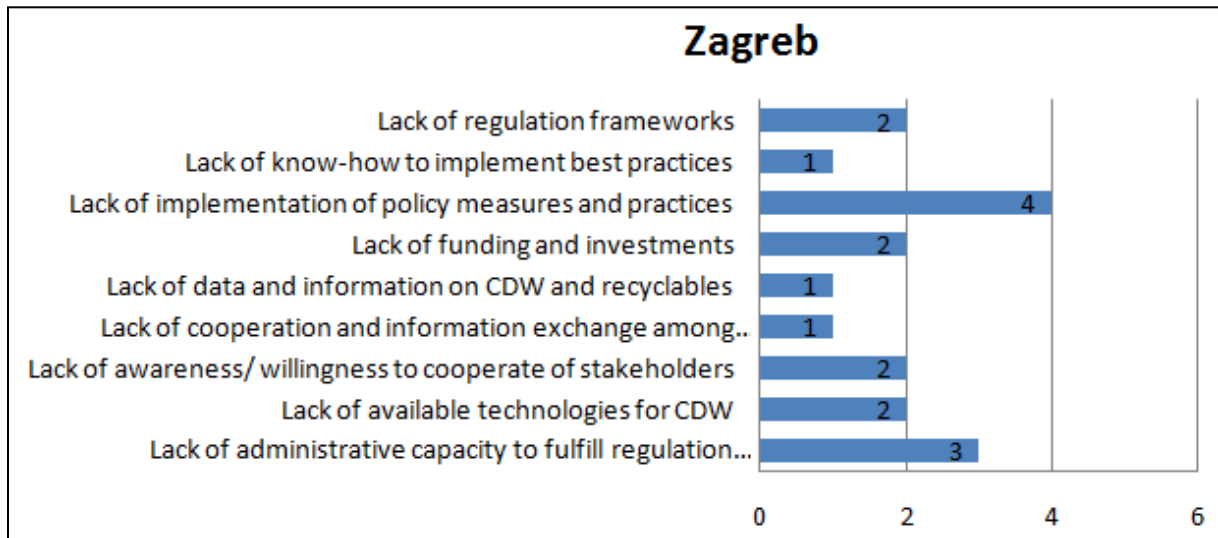 Zagreb
Lack of regulation frameworks 2
Lack of know-how to implement best practices 1
Lack of implementation of policy measures and practices 4
Lack of funding and investments 2
Lack of data and information on CDW and recyclables 1
Lack of cooperation and information exchange among... 1
Lack of awareness/ willingness to cooperate of stakeholders 2
Lack of available technologies for CDW 2
Lack of administrative capacity to fulfill regulation... 3
0 2 4 6